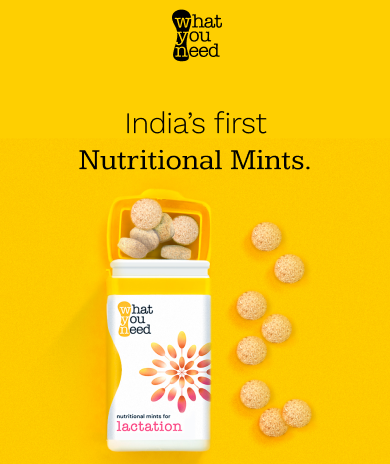 what
you
need
India's first
Nutritional Mints.
what
you
need
nutritional mints for
lactation